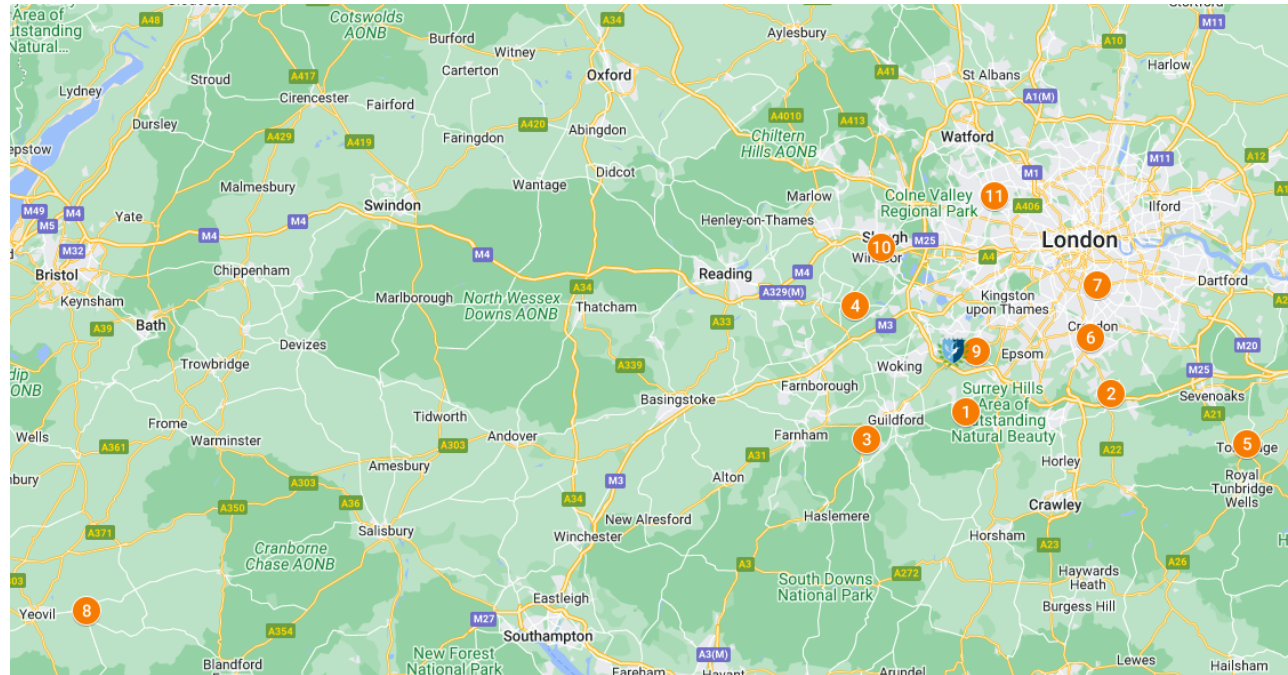 Area of
utstanding
Natural...
A48
Cotswolds
AONB
Burford
A34
Witney
Aylesbury
M11
Stroud
A417
Carterton
Oxford
A41
St Albans
A10
Harlow
Lydney
Cirencester
Fairford
A1(M)
Dursley
A420
A4010
A413
Watford
A429
Faringdon
Abingdon
Chiltern
Hills AONB
A419
M11
A12
Didcot
M1
Malmesbury
Wantage
Marlow
Colne Valley
Regional Park
11
A406
Ilford
M49
M4
Yate
M5
Swindon
M4
Henley-on-Thames
M4
M32
M4
10
M25
London
A4
Bristol
Chippenham
Reading
M4
Dartford
Keynsham
Marlborough
North Wessex
Downs AONB
A34
Thatcham
A329(M)
4
Kingston
upon Thames
7
Bath
A39
A33
M3
6
Devizes
9
Epsom
M20
Trowbridge
A339
Woking
M25
AONB
Farnborough
Surrey Hills
Area of
Outstanding
Natural Beauty
2
Sevenoaks
Basingstoke
1
A21
Frome
Tidworth
Guildford
Wells
A361
Warminster
A303
Andover
Farnham
3
5
A31
Horley
A22
Royal
Tunbridge
Wells
Amesbury
Alton
A303
M3
A350
A36
A34
Crawley
New Alresford
Haslemere
A371
Salisbury
Winchester
Horsham
A23
Cranborne
Chase AONB
A3
A272
A26
South Downs
National Park
Haywards
Heath
Yeovil
8
Eastleigh
Burgess Hill
M27
A354
Southampton
New Forest
National Park
A3(M)
Lewes
Blandford
Fareham
Arundel
Hailsham